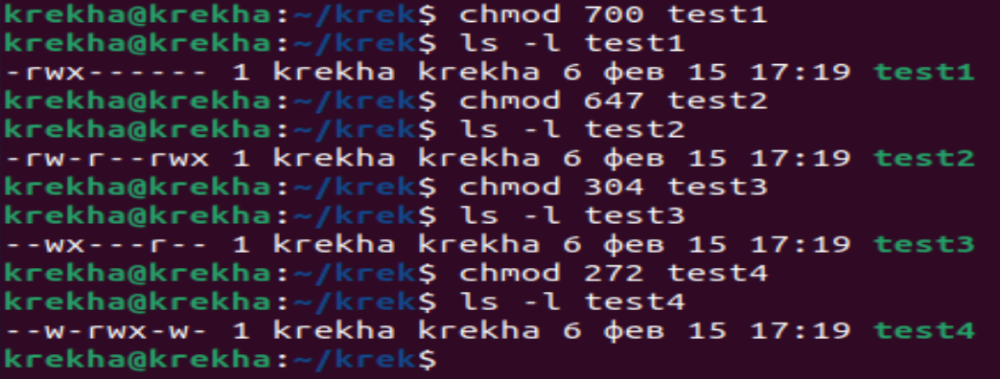 krekha@krekha:~/krek$ chmod 700 test1
krekha@krekha:~/krek$ ls -l test1
-rwx------ 1 krekha krekha 6 фев 15 17:19 test1
krekha@krekha:~/krek$ chmod 647 test2
krekha@krekha:~/krek$ ls -l test2
-rw-r--rwx 1 krekha krekha 6 фев 15 17:19 test2
krekha@krekha:~/krek$ chmod 304 test3
krekha@krekha:~/krek$ ls -l test3
--wx---r-- 1 krekha krekha 6 фев 15 17:19 test3
krekha@krekha:~/krek$ chmod 272 test4
krekha@krekha:~/krek$ ls -l test4
--w-rwx-w- 1 krekha krekha 6 фев 15 17:19 test4
krekha@krekha:~/krek$